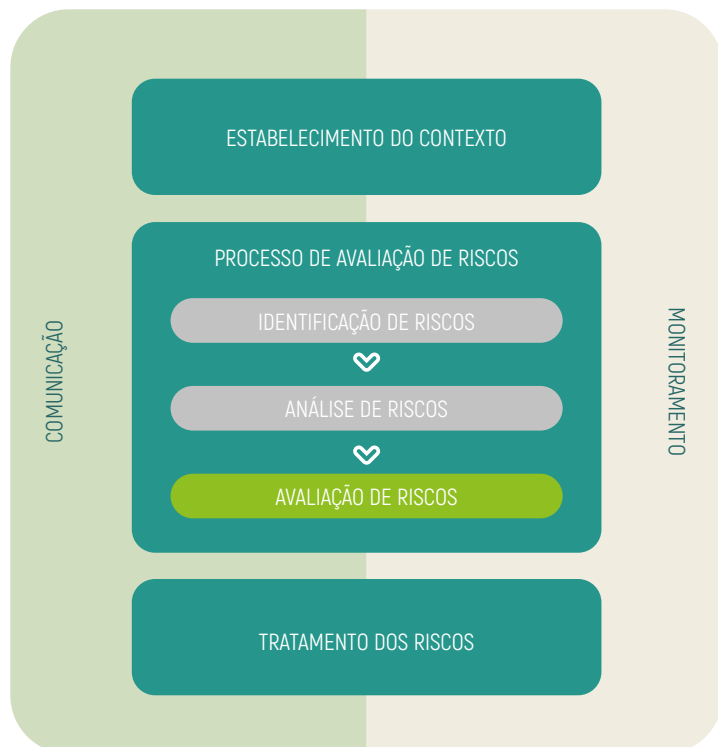 ESTABELECIMENTO DO CONTEXTO
PROCESSO DE AVALIAÇÃO DE RISCOS
IDENTIFICAÇÃO DE RISCOS
ANÁLISE DE RISCOS
AVALIAÇÃO DE RISCOS
TRATAMENTO DOS RISCOS
COMUNICAÇÃO
MONITORAMENTO